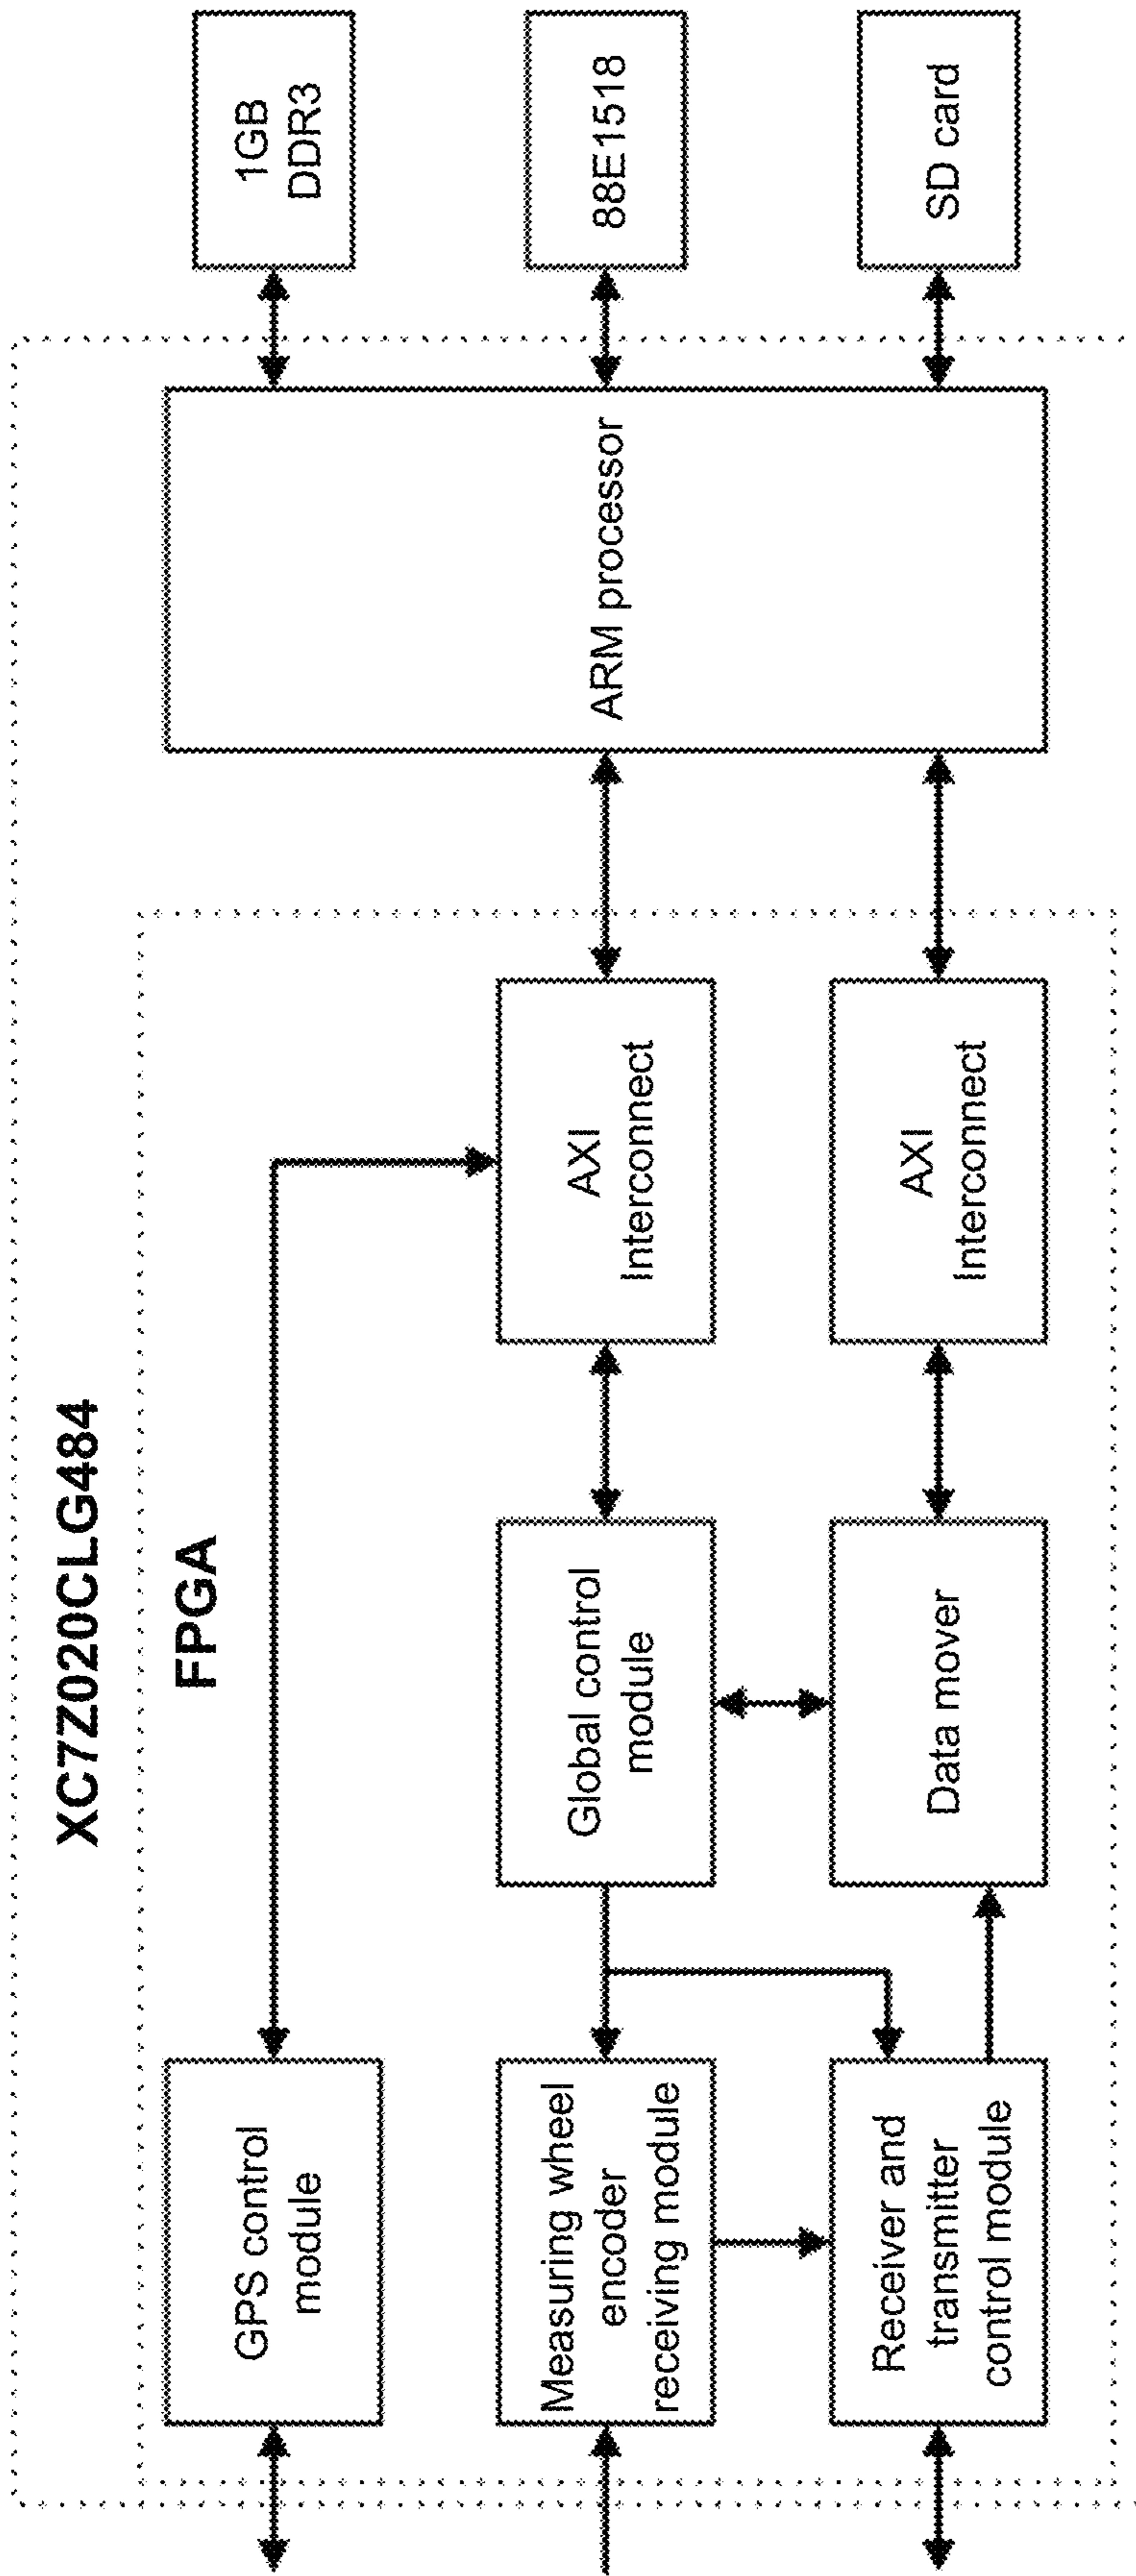 XC7Z020CLG484
FPGA
GPS control
module
Measuring wheel
encoder
receiving module
Receiver and
transmitter
control module
Global control
module
Data mover
AXI
Interconnect
AXI
Interconnect
ARM processor
1GB
DDR3
88E1518
SD card